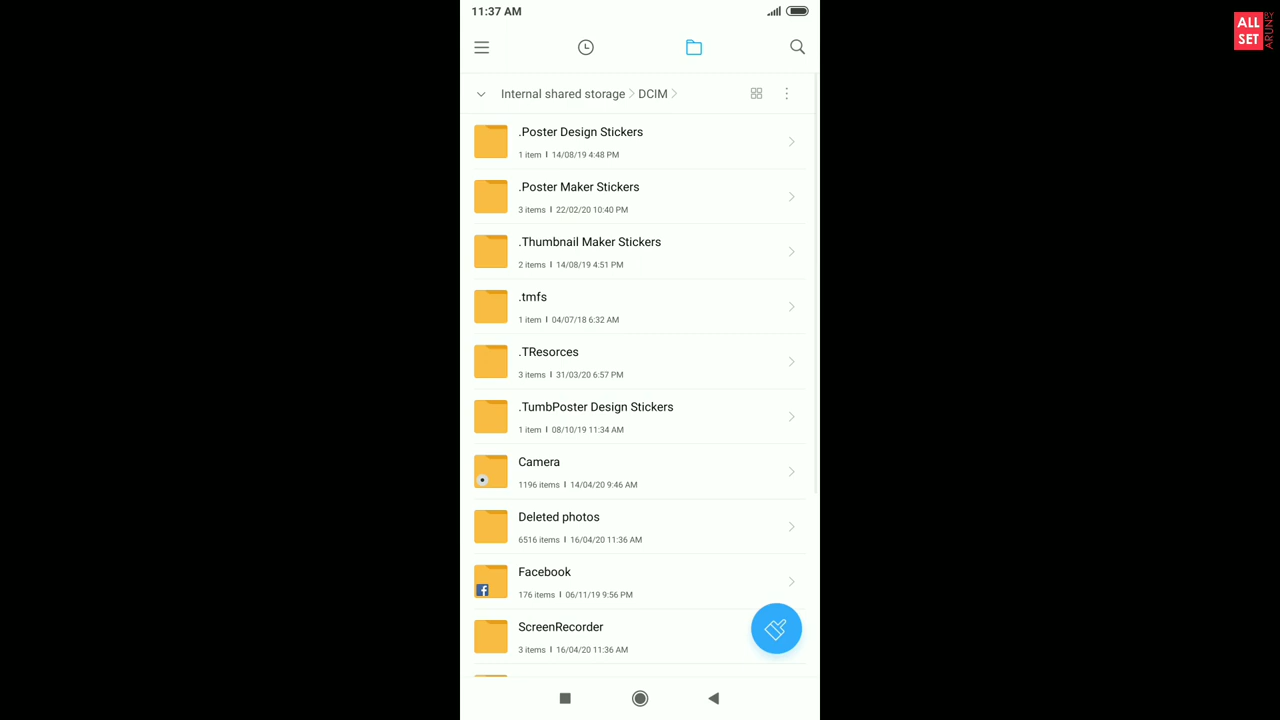 11:37 AM
ALL
SET
BY
ARUN
Internal shared storage DCIM
.Poster Design Stickers
1 item | 14/08/19 4:48 PM
.Poster Maker Stickers
3 items | 22/02/20 10:40 PM
.Thumbnail Maker Stickers
2 items | 14/08/19 4:51 PM
.tmfs
1 item | 04/07/18 6:32 AM
.TResorces
3 items | 31/03/20 6:57 PM
.TumbPoster Design Stickers
1 item | 08/10/19 11:34 AM
Camera
1196 items | 14/04/20 9:46 AM
Deleted photos
6516 items | 16/04/20 11:36 AM
Facebook
176 items | 06/11/19 9:56 PM
ScreenRecorder
3 items | 16/04/20 11:36 AM